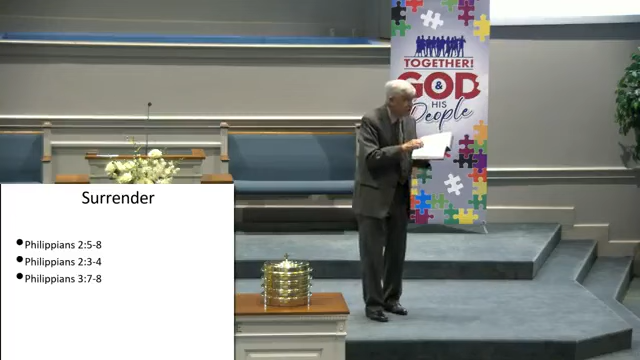 TOGETHER!
GOD
&
HIS
People
Surrender
Philippians 2:5-8
Philippians 2:3-4
Philippians 3:7-8